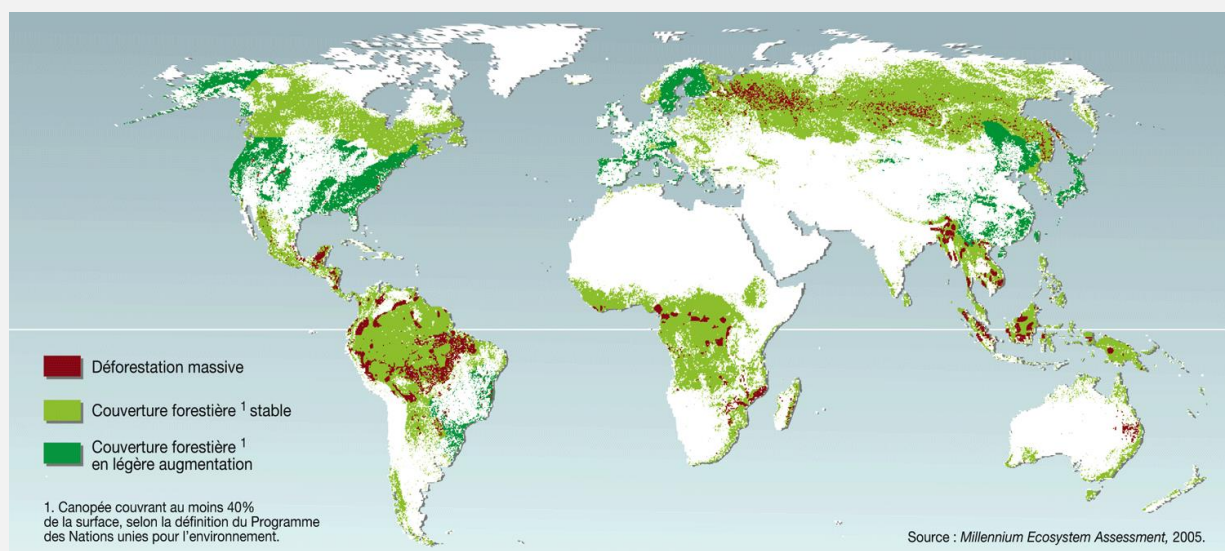 Déforestation massive
Couverture forestière ¹ stable
Couverture forestière ¹
en légère augmentation
1. Canopée couvrant au moins 40%
de la surface, selon la définition du Programme
des Nations unies pour l'environnement.
Source : Millennium Ecosystem Assessment, 2005.